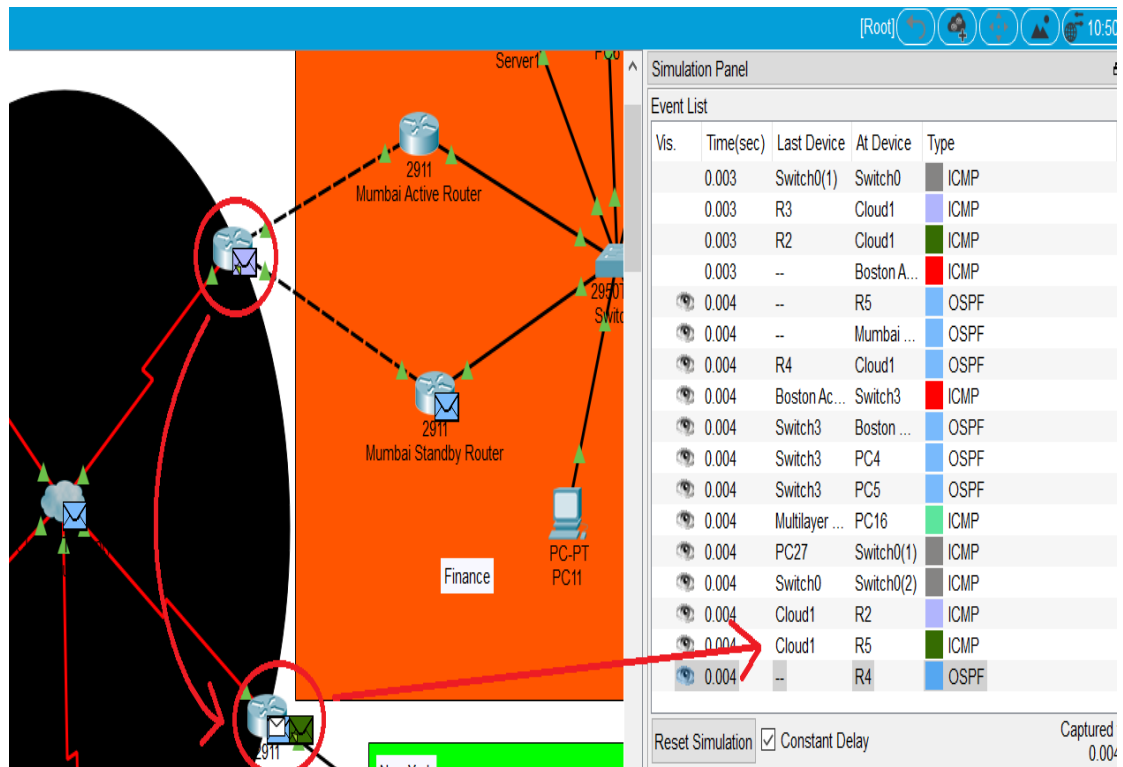 [Root]
10:50
Server1
Simulation Panel
Event List
Vis. Time(sec) Last Device At Device Type
0.003 Switch0(1) Switch0 ICMP
0.003 R3 Cloud1 ICMP
0.003 R2 Cloud1 ICMP
0.003 -- Boston A... ICMP
0.004 -- R5 OSPF
0.004 -- Mumbai ... OSPF
0.004 R4 Cloud1 OSPF
0.004 Boston Ac... Switch3 ICMP
0.004 Switch3 Boston ... OSPF
0.004 Switch3 PC4 OSPF
0.004 Switch3 PC5 OSPF
0.004 Multilayer ... PC16 ICMP
0.004 PC27 Switch0(1) ICMP
0.004 Switch0 Switch0(2) ICMP
0.004 Cloud1 R2 ICMP
0.004 Cloud1 R5 ICMP
0.004 -- R4 OSPF
Reset Simulation Constant Delay
Captured
0.004
2911
Mumbai Active Router
2911
Mumbai Standby Router
PC-PT
PC11
Finance
2911